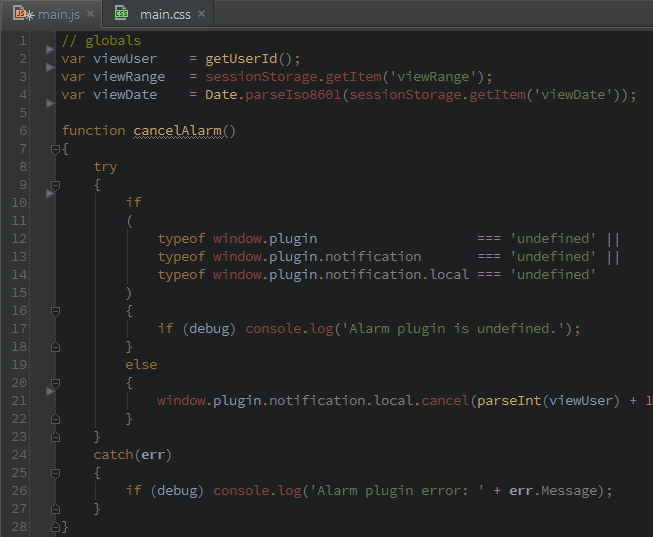 main.js × main.css ×
1 // globals
2 var viewUser    = getUserId();
3 var viewRange   = sessionStorage.getItem('viewRange');
4 var viewDate    = Date.parseIso8601(sessionStorage.getItem('viewDate'));
5
6 function cancelAlarm()
7 {
8     try
9     {
10         if
11         (
12             typeof window.plugin                    === 'undefined' ||
13             typeof window.plugin.notification       === 'undefined' ||
14             typeof window.plugin.notification.local === 'undefined'
15         )
16         {
17             if (debug) console.log('Alarm plugin is undefined.');
18         }
19         else
20         {
21             window.plugin.notification.local.cancel(parseInt(viewUser) + 1
22         }
23     }
24     catch(err)
25     {
26         if (debug) console.log('Alarm plugin error: ' + err.Message);
27     }
28 }